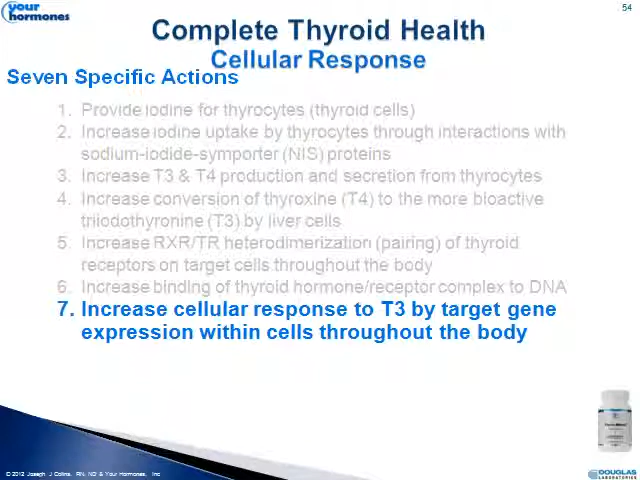 your
hormones
54
Complete Thyroid Health
Cellular Response
Seven Specific Actions
1. Provide iodine for thyrocytes (thyroid cells)
2. Increase iodine uptake by thyrocytes through interactions with
sodium-iodide-symporter (NIS) proteins
3. Increase T3 & T4 production and secretion from thyrocytes
4. Increase conversion of thyroxine (T4) to the more bioactive
triiodothyronine (T3) by liver cells
5. Increase RXR/TR heterodimerization (pairing) of thyroid
receptors on target cells throughout the body
6. Increase binding of thyroid hormone/receptor complex to DNA
7. Increase cellular response to T3 by target gene
expression within cells throughout the body
© 2012 Joseph J Collins, RN, ND & Your Hormones, Inc
DOUGLAS
LABORATORIES